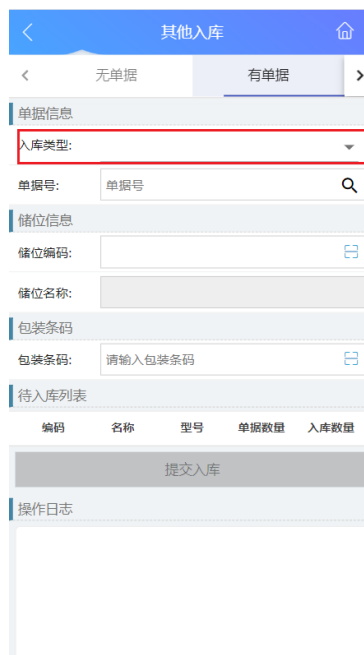 其他入库
无单据 有单据
单据信息
入库类型:
单据号: 单据号
储位信息
储位编码:
储位名称:
包装条码
包装条码: 请输入包装条码
待入库列表
编码 名称 型号 单据数量 入库数量
提交入库
操作日志